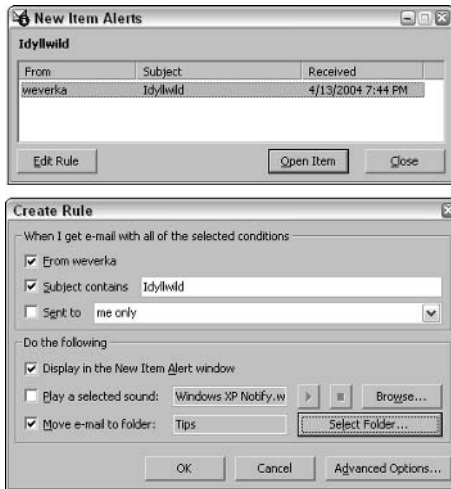 New Item Alerts
Idyllwild
From Subject Received
weverka Idyllwild 4/13/2004 7:44 PM
Edit Rule Open Item Close
Create Rule
When I get e-mail with all of the selected conditions
From weverka
Subject contains Idyllwild
Sent to me only
Do the following
Display in the New Item Alert window
Play a selected sound: Windows XP Notify.w Browse...
Move e-mail to folder: Tips Select Folder...
OK Cancel Advanced Options...